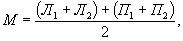 М = ((Л₁ + Л₂) + (П₁ + П₂)) / 2,